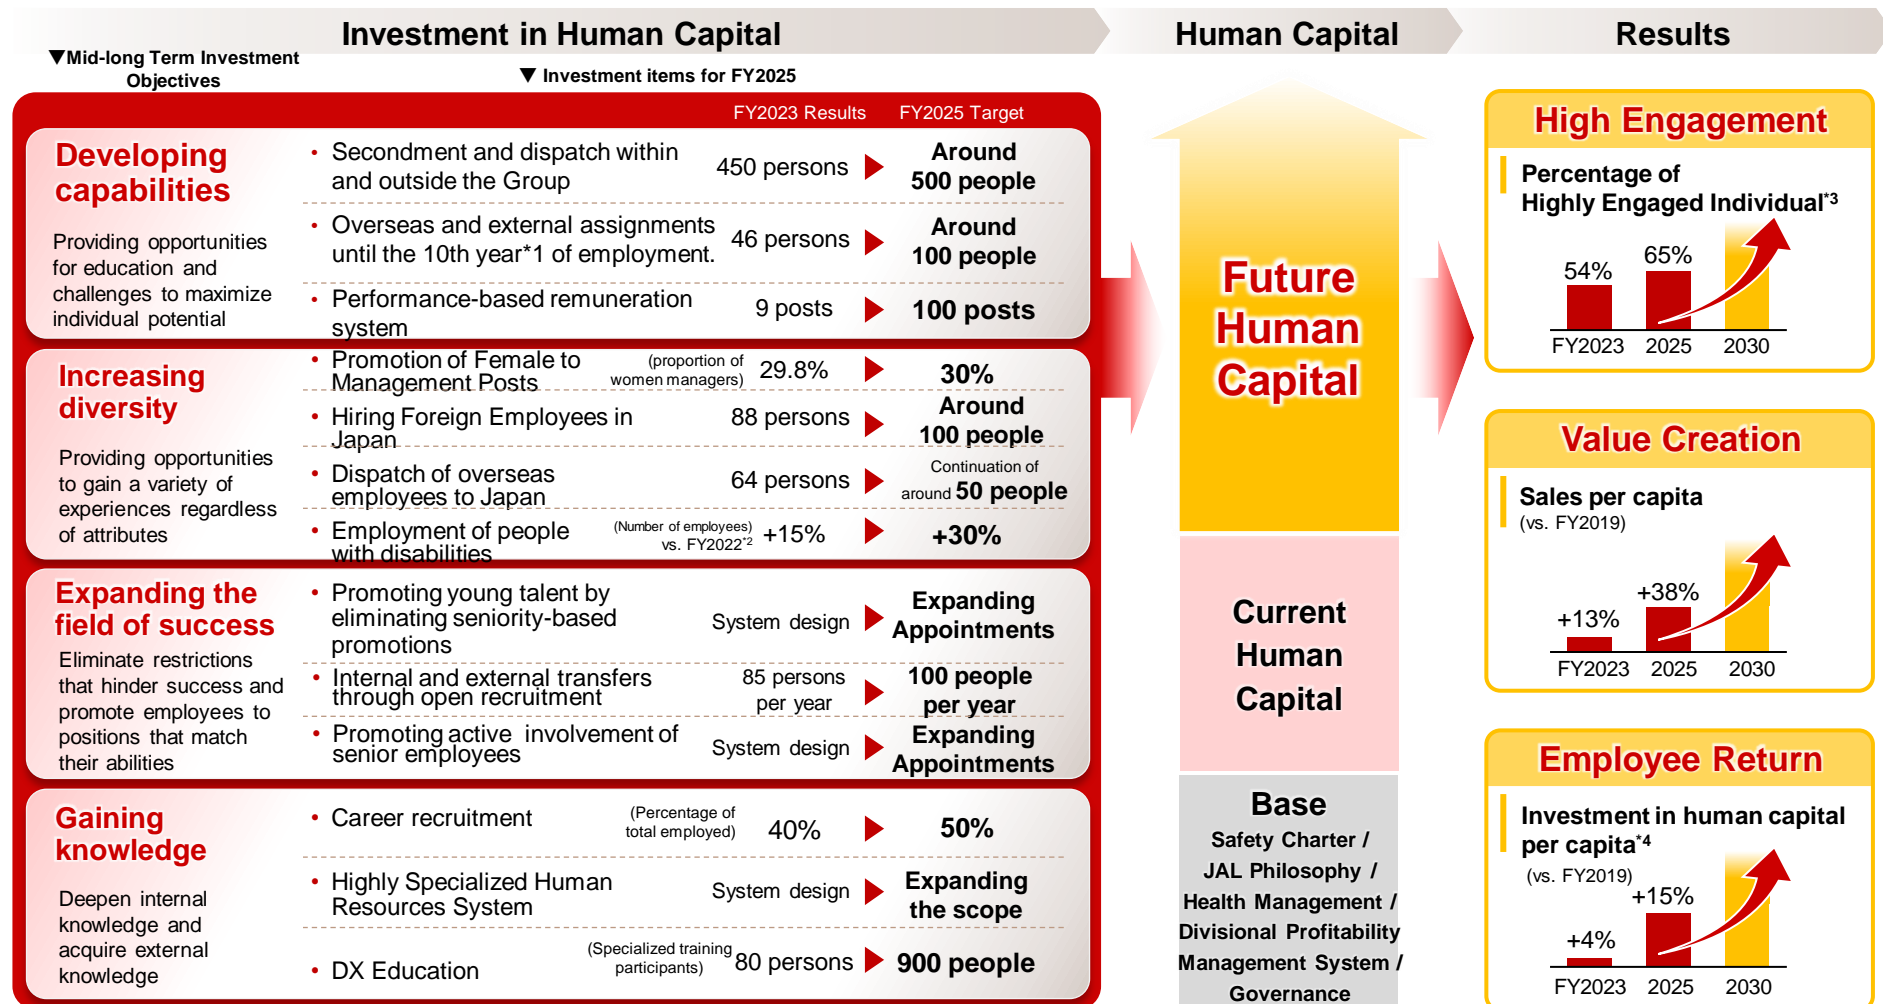 Investment in Human Capital
Human Capital
Results
▼Mid-long Term Investment
Objectives
▼ Investment items for FY2025
FY2023 Results
FY2025 Target
Developing
capabilities
Providing opportunities
for education and
challenges to maximize
individual potential
• Secondment and dispatch within
and outside the Group
450 persons
Around
500 people
• Overseas and external assignments
until the 10th year*1 of employment.
46 persons
Around
100 people
• Performance-based remuneration
system
9 posts
100 posts
Increasing
diversity
Providing opportunities
to gain a variety of
experiences regardless
of attributes
• Promotion of Female to
Management Posts
(proportion of
women managers)
29.8%
30%
• Hiring Foreign Employees in
Japan
88 persons
Around
100 people
• Dispatch of overseas
employees to Japan
64 persons
Continuation of
around 50 people
• Employment of people
with disabilities
(Number of employees)
vs. FY2022*2
+15%
+30%
Expanding the
field of success
Eliminate restrictions
that hinder success and
promote employees to
positions that match
their abilities
• Promoting young talent by
eliminating seniority-based
promotions
System design
Expanding
Appointments
• Internal and external transfers
through open recruitment
85 persons
per year
100 people
per year
• Promoting active involvement of
senior employees
System design
Expanding
Appointments
Gaining
knowledge
Deepen internal
knowledge and
acquire external
knowledge
• Career recruitment
(Percentage of
total employed)
40%
50%
• Highly Specialized Human
Resources System
System design
Expanding
the scope
• DX Education
(Specialized training
participants)
80 persons
900 people
Future
Human
Capital
Current
Human
Capital
Base
Safety Charter /
JAL Philosophy /
Health Management /
Divisional Profitability
Management System /
Governance
High Engagement
Percentage of
Highly Engaged Individual*3
54%
65%
FY2023 2025 2030
Value Creation
Sales per capita
(vs. FY2019)
+13%
+38%
FY2023 2025 2030
Employee Return
Investment in human capital
per capita*4
(vs. FY2019)
+4%
+15%
FY2023 2025 2030